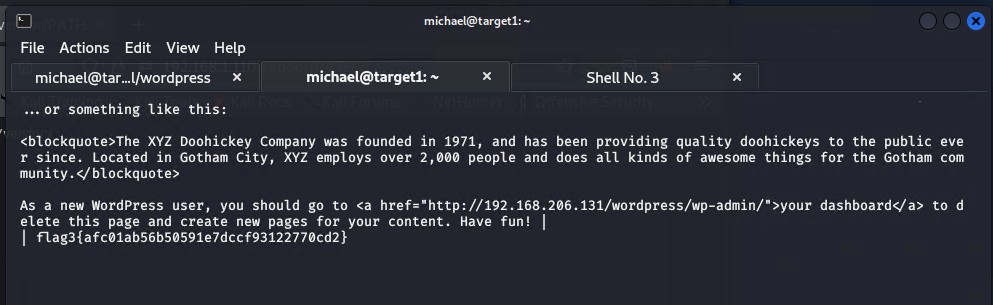 michael@target1: ~
File Actions Edit View Help
michael@tar...l/wordpress × michael@target1: ~ × Shell No. 3 ×
...or something like this:
<blockquote>The XYZ Doohickey Company was founded in 1971, and has been providing quality doohickeys to the public eve
r since. Located in Gotham City, XYZ employs over 2,000 people and does all kinds of awesome things for the Gotham com
munity.</blockquote>
As a new WordPress user, you should go to <a href="http://192.168.206.131/wordpress/wp-admin/">your dashboard</a> to d
elete this page and create new pages for your content. Have fun! |
| flag3{afc01ab56b50591e7dccf93122770cd2}